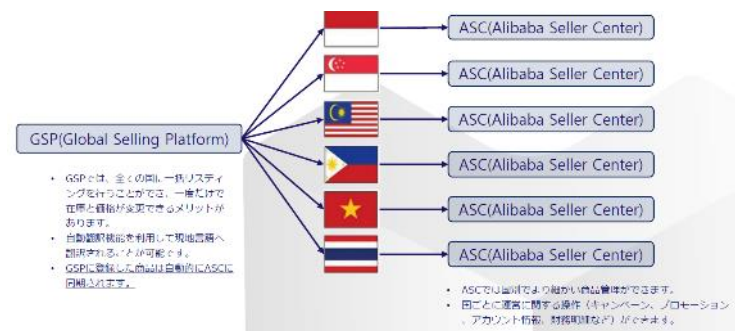 ASC(Alibaba Seller Center)
ASC(Alibaba Seller Center)
ASC(Alibaba Seller Center)
GSP(Global Selling Platform)
ASC(Alibaba Seller Center)
ASC(Alibaba Seller Center)
ASC(Alibaba Seller Center)
• GSPでは、全ての国に一括リスティ
ングを行うことができ、一度だけで
在庫と価格が変更できるメリットが
あります。
• 自動翻訳機能を利用して現地言語へ
翻訳されることが可能です。
• GSPに登録した商品は自動的にASCに
同期されます。
• ASCでは国別でより細かい商品管理ができます。
• 国ごとに運営に関する操作（キャンペーン、プロモーション
、アカウント情報、財務明細など）ができます。